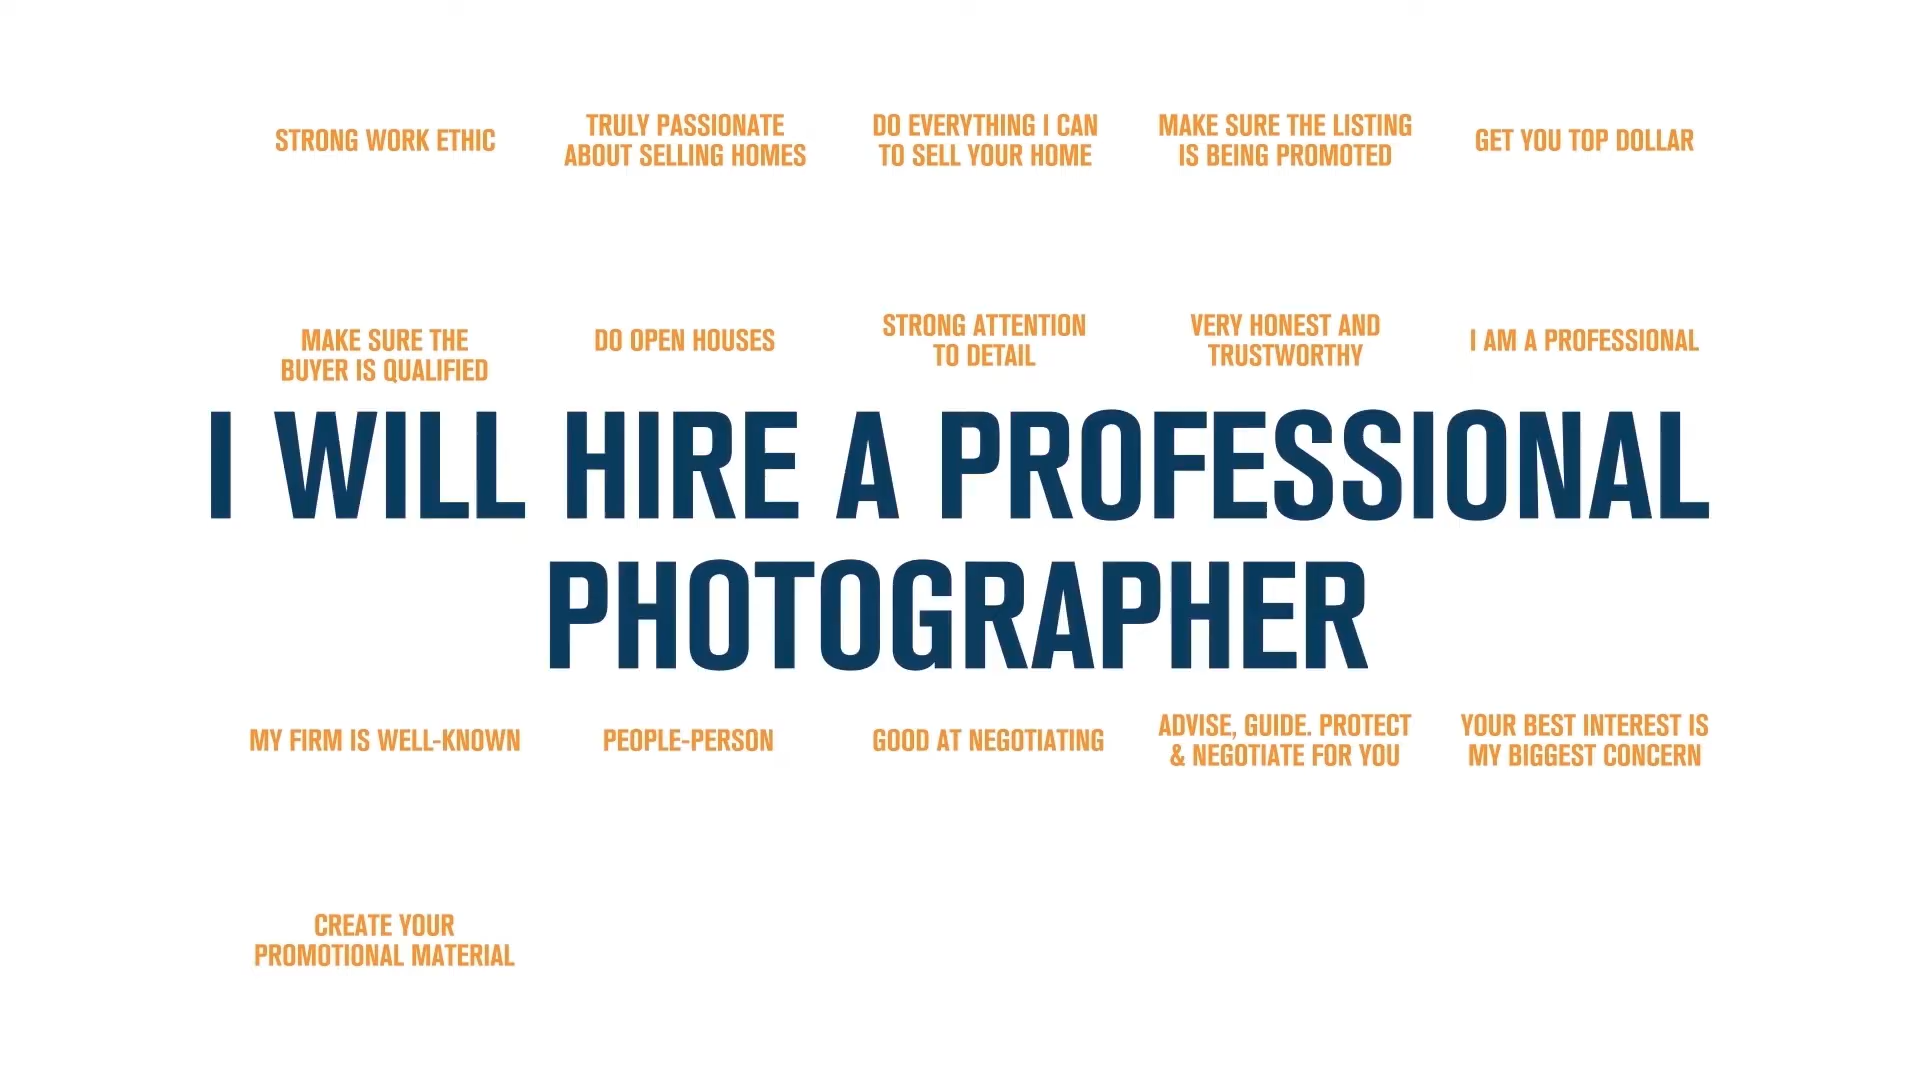 STRONG WORK ETHIC
TRULY PASSIONATE
ABOUT SELLING HOMES
DO EVERYTHING I CAN
TO SELL YOUR HOME
MAKE SURE THE LISTING
IS BEING PROMOTED
GET YOU TOP DOLLAR
MAKE SURE THE
BUYER IS QUALIFIED
DO OPEN HOUSES
STRONG ATTENTION
TO DETAIL
VERY HONEST AND
TRUSTWORTHY
I AM A PROFESSIONAL
I WILL HIRE A PROFESSIONAL
PHOTOGRAPHER
MY FIRM IS WELL-KNOWN
PEOPLE-PERSON
GOOD AT NEGOTIATING
ADVISE, GUIDE. PROTECT
& NEGOTIATE FOR YOU
YOUR BEST INTEREST IS
MY BIGGEST CONCERN
CREATE YOUR
PROMOTIONAL MATERIAL